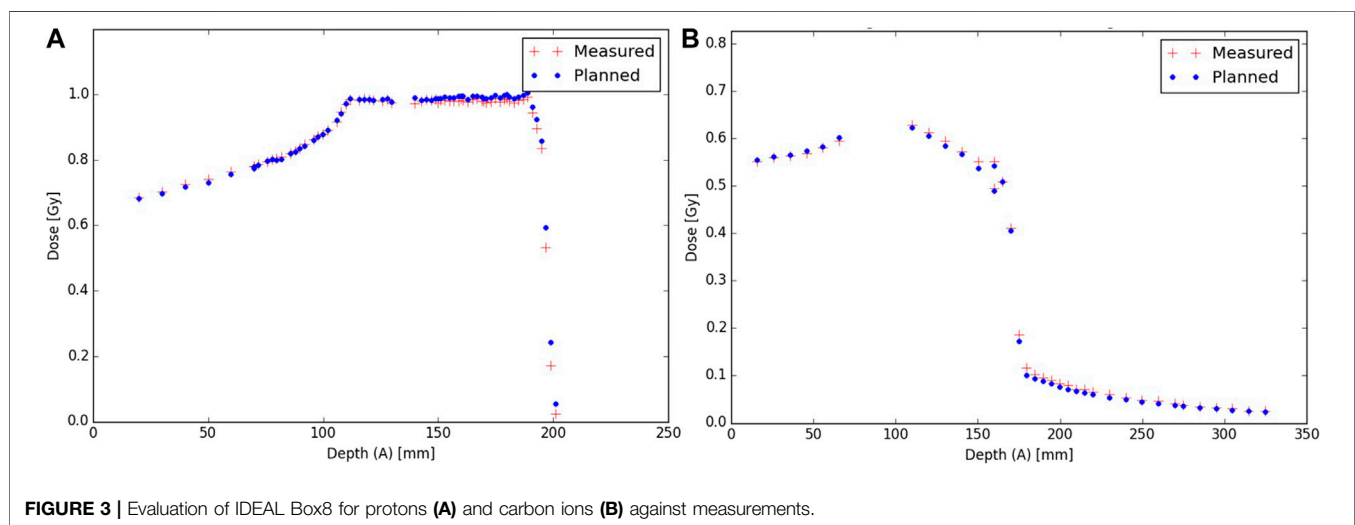 A
Measured
Planned
1.0
0.8
0.6
0.4
0.2
0.0
Dose [Gy]
0 50 100 150 200 250
Depth (A) [mm]
B
Measured
Planned
0.8
0.7
0.6
0.5
0.4
0.3
0.2
0.1
0.0
Dose [Gy]
0 50 100 150 200 250 300 350
Depth (A) [mm]
FIGURE 3 | Evaluation of IDEAL Box8 for protons (A) and carbon ions (B) against measurements.